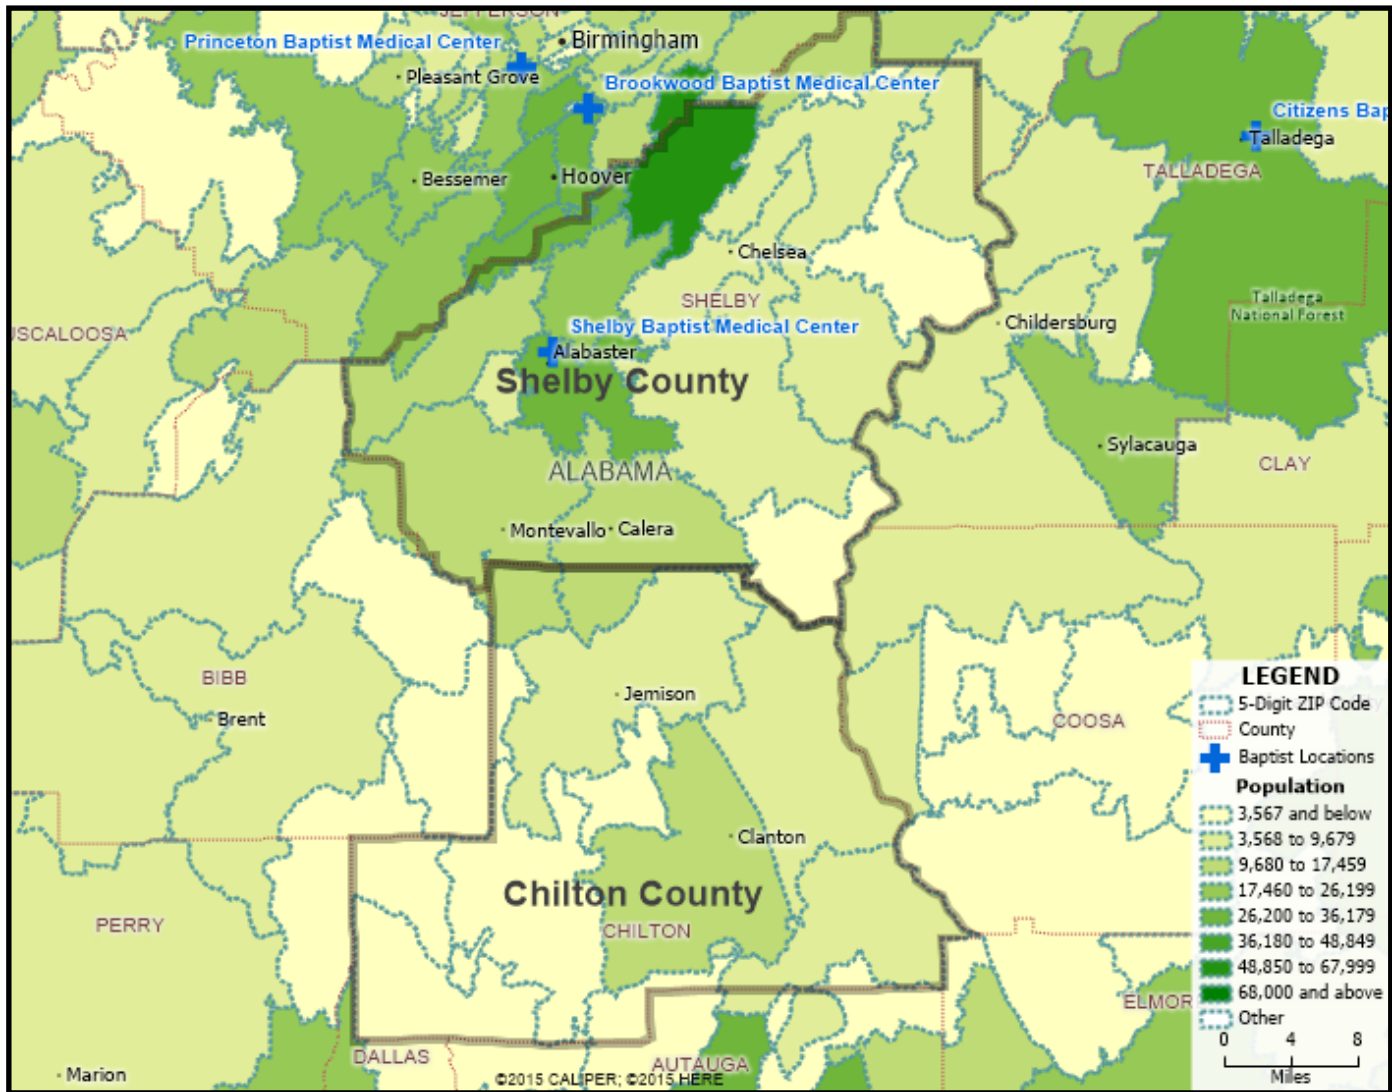 JEFFERSON
Princeton Baptist Medical Center
Birmingham
Pleasant Grove
Brookwood Baptist Medical Center
Citizens Bap
Talladega
Bessemer
Hoover
TALLADEGA
Chelsea
SHELBY
Talladega
National Forest
USCALOOSA
Shelby Baptist Medical Center
Childersburg
Alabaster
Shelby County
Sylacauga
ALABAMA
CLAY
Montevallo
Calera
BIBB
Jemison
Brent
COOSA
Clanton
Chilton County
PERRY
CHILTON
ELMOR
DALLAS
AUTAUGA
Marion
©2015 CALIPER; ©2015 HERE
LEGEND
5-Digit ZIP Code
County
Baptist Locations
Population
3,567 and below
3,568 to 9,679
9,680 to 17,459
17,460 to 26,199
26,200 to 36,179
36,180 to 48,849
48,850 to 67,999
68,000 and above
Other
0 4 8
Miles